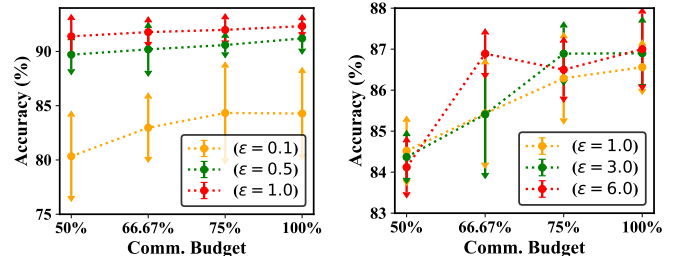 Accuracy (%)
90
85
80
75
(ε = 0.1)
(ε = 0.5)
(ε = 1.0)
50% 66.67% 75% 100%
Comm. Budget
Accuracy (%)
88
87
86
85
84
83
(ε = 1.0)
(ε = 3.0)
(ε = 6.0)
50% 66.67% 75% 100%
Comm. Budget